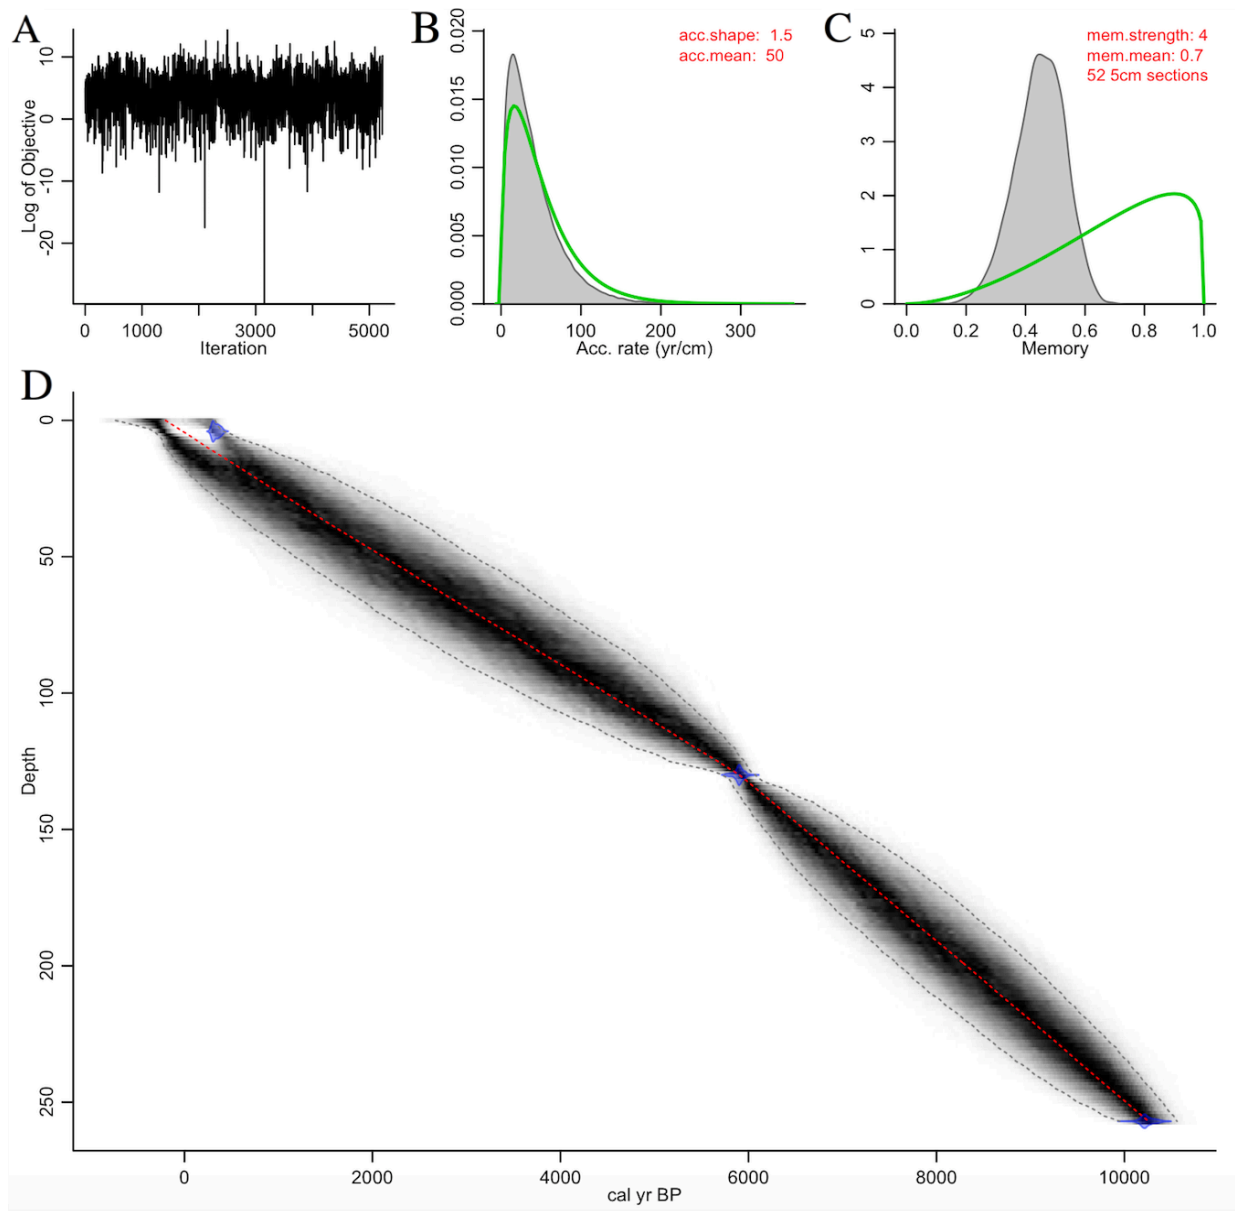 A
10
0
-10
-20
Log of Objective
0
1000
3000
5000
Iteration
B
0.020
0.015
0.010
0.005
0.000
acc.shape: 1.5
acc.mean: 50
0
100
200
300
Acc. rate (yr/cm)
C
5
4
3
2
1
0
mem.strength: 4
mem.mean: 0.7
52 5cm sections
0.0
0.2
0.4
0.6
0.8
1.0
Memory
D
0
50
100
150
200
250
Depth
0
2000
4000
6000
8000
10000
cal yr BP